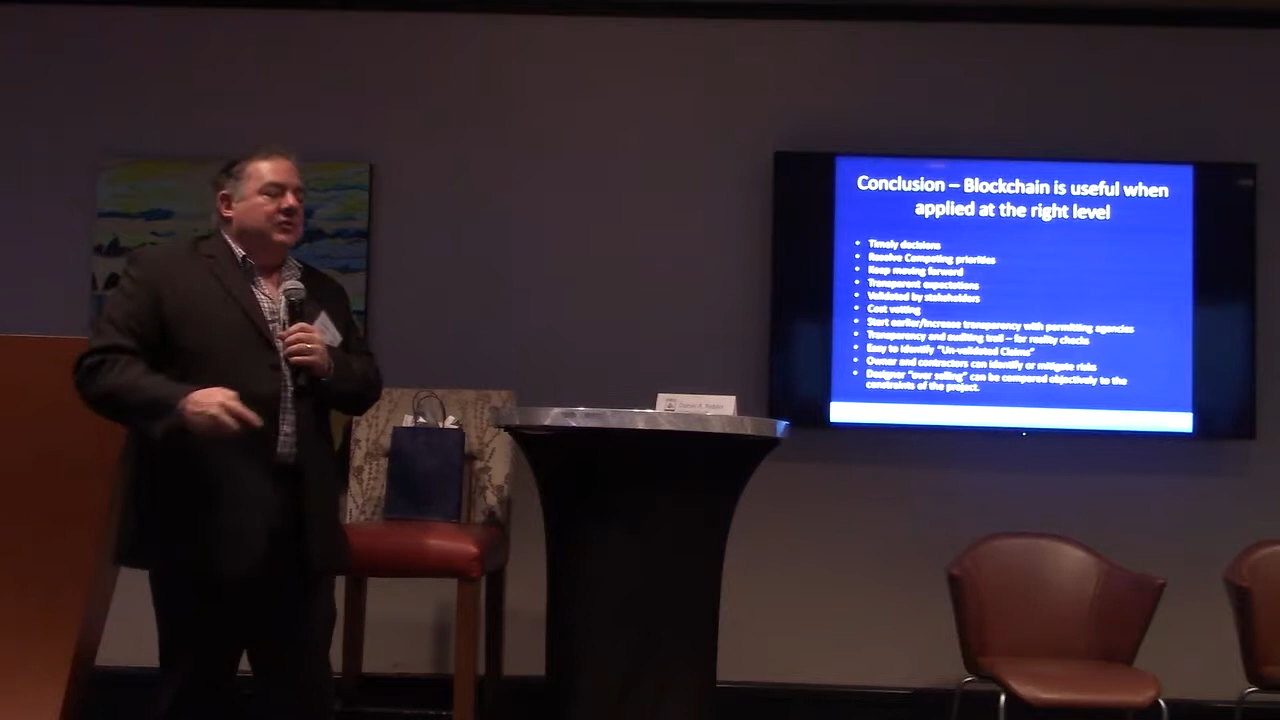 Conclusion – Blockchain is useful when
applied at the right level
• Timely decisions
• Resolve Competing priorities
• Keep moving forward
• Transparent expectations
• Validated by stakeholders
• Cost vetting
• Start earlier/increase transparency with permitting agencies
• Transparency and auditing trail – for reality checks
• Easy to Identify "Un-validated Claims"
• Owner and contractors can identify or mitigate risks
• Designer "over selling" can be compared objectively to the
constraints of the project.